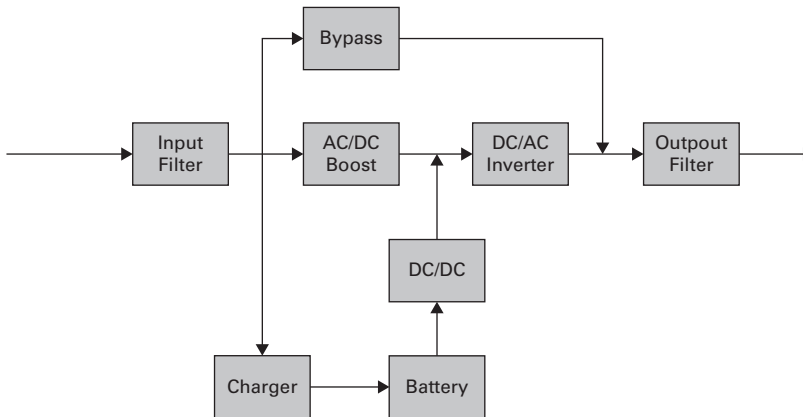 Bypass
Input
Filter
AC/DC
Boost
DC/AC
Inverter
Outpout
Filter
DC/DC
Charger
Battery